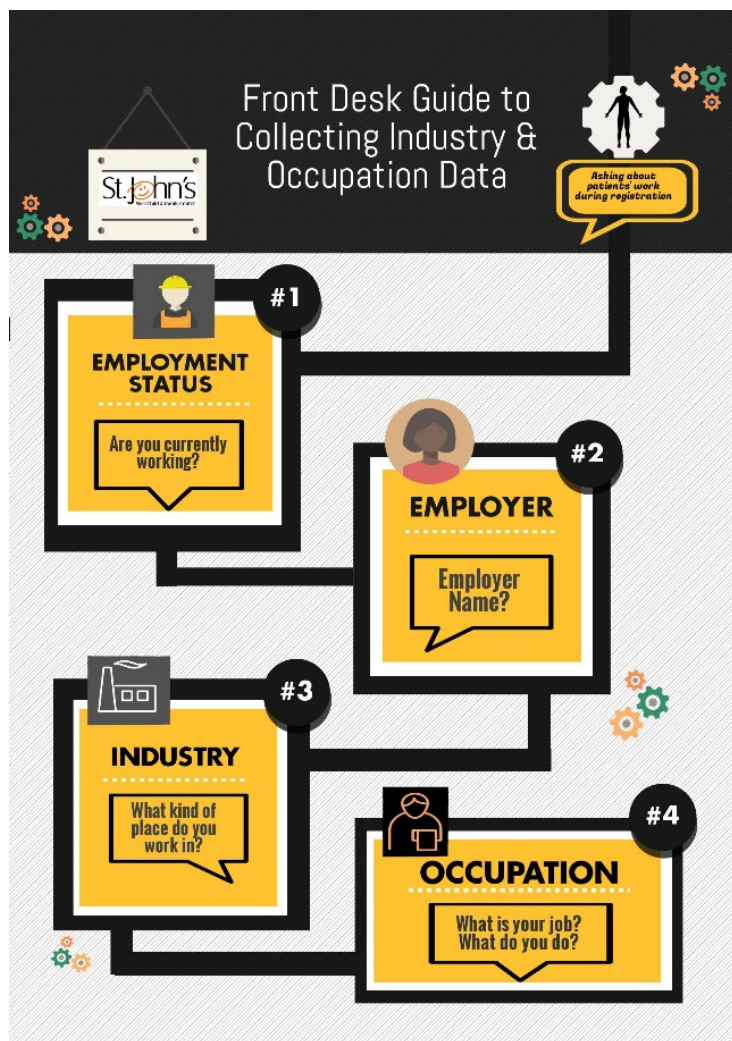 Front Desk Guide to
Collecting Industry &
Occupation Data
St.John's
Asking about
patients' work
during registration
#1
EMPLOYMENT
STATUS
Are you currently
working?
#2
EMPLOYER
Employer
Name?
#3
INDUSTRY
What kind of
place do you
work in?
#4
OCCUPATION
What is your job?
What do you do?